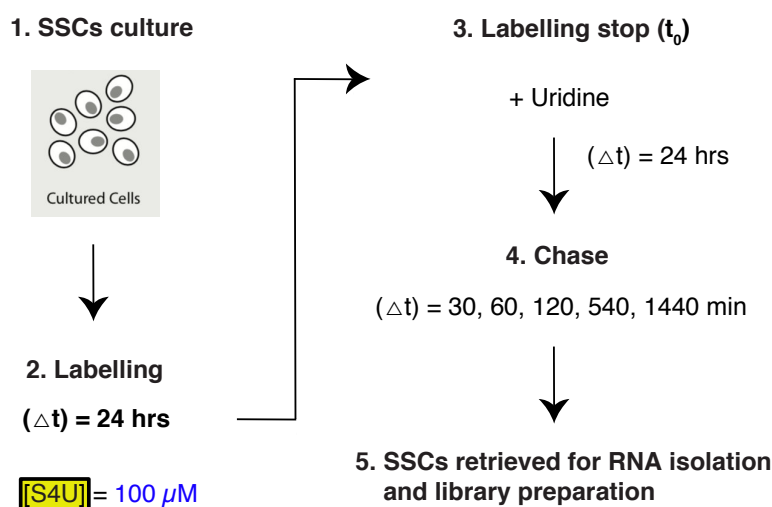 1. SSCs culture
Cultured Cells
2. Labelling
(△t) = 24 hrs
[S4U] = 100 µM
3. Labelling stop (t₀)
+ Uridine
(△t) = 24 hrs
4. Chase
(△t) = 30, 60, 120, 540, 1440 min
5. SSCs retrieved for RNA isolation
and library preparation